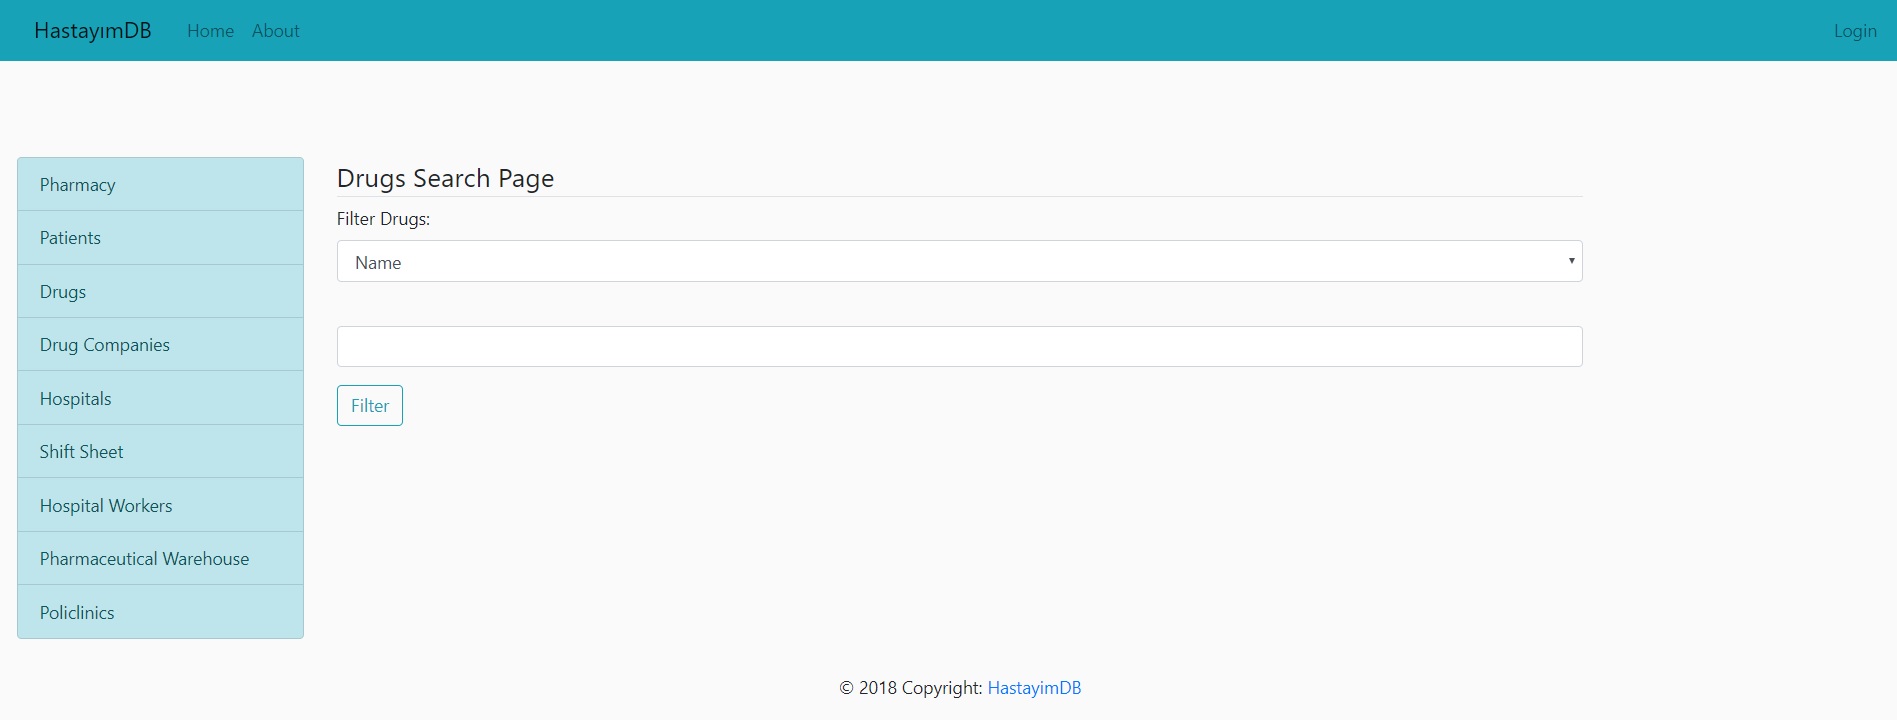 HastayımDB Home About Login
Pharmacy
Patients
Drugs
Drug Companies
Hospitals
Shift Sheet
Hospital Workers
Pharmaceutical Warehouse
Policlinics
Drugs Search Page
Filter Drugs:
Name
Filter
© 2018 Copyright: HastayimDB